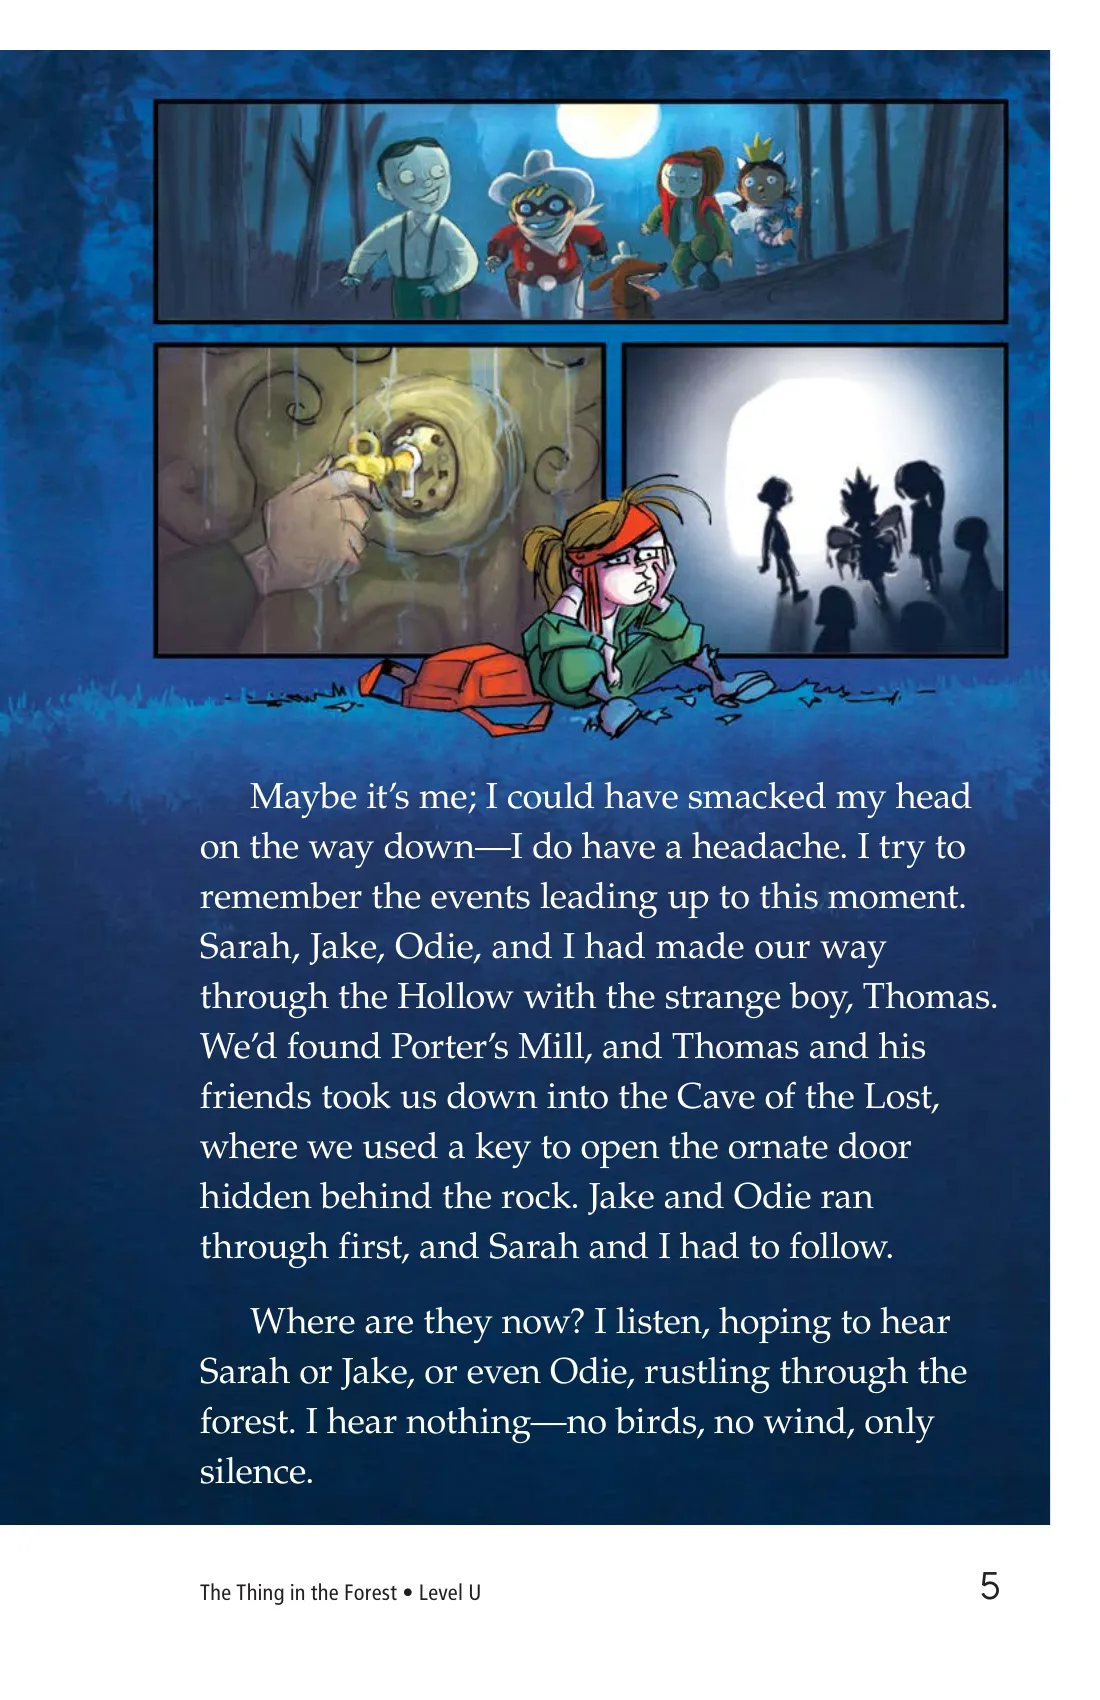 Maybe it’s me; I could have smacked my head
on the way down—I do have a headache. I try to
remember the events leading up to this moment.
Sarah, Jake, Odie, and I had made our way
through the Hollow with the strange boy, Thomas.
We’d found Porter’s Mill, and Thomas and his
friends took us down into the Cave of the Lost,
where we used a key to open the ornate door
hidden behind the rock. Jake and Odie ran
through first, and Sarah and I had to follow.
Where are they now? I listen, hoping to hear
Sarah or Jake, or even Odie, rustling through the
forest. I hear nothing—no birds, no wind, only
silence.
The Thing in the Forest • Level U
5